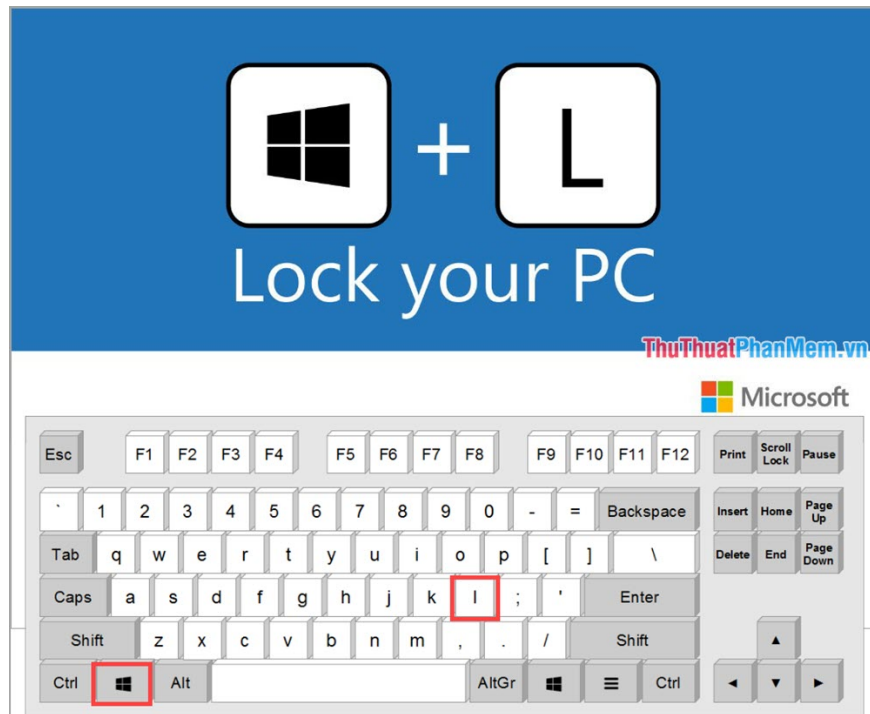 + L
Lock your PC
ThuThuatPhanMem.vn
Microsoft
Esc F1 F2 F3 F4 F5 F6 F7 F8 F9 F10 F11 F12 Print Scroll Lock Pause
` 1 2 3 4 5 6 7 8 9 0 - = Backspace Insert Home Page Up
Tab q w e r t y u i o p [ ] \ Delete End Page Down
Caps a s d f g h j k l ; ' Enter
Shift z x c v b n m , . / Shift
Ctrl Alt AltGr Ctrl